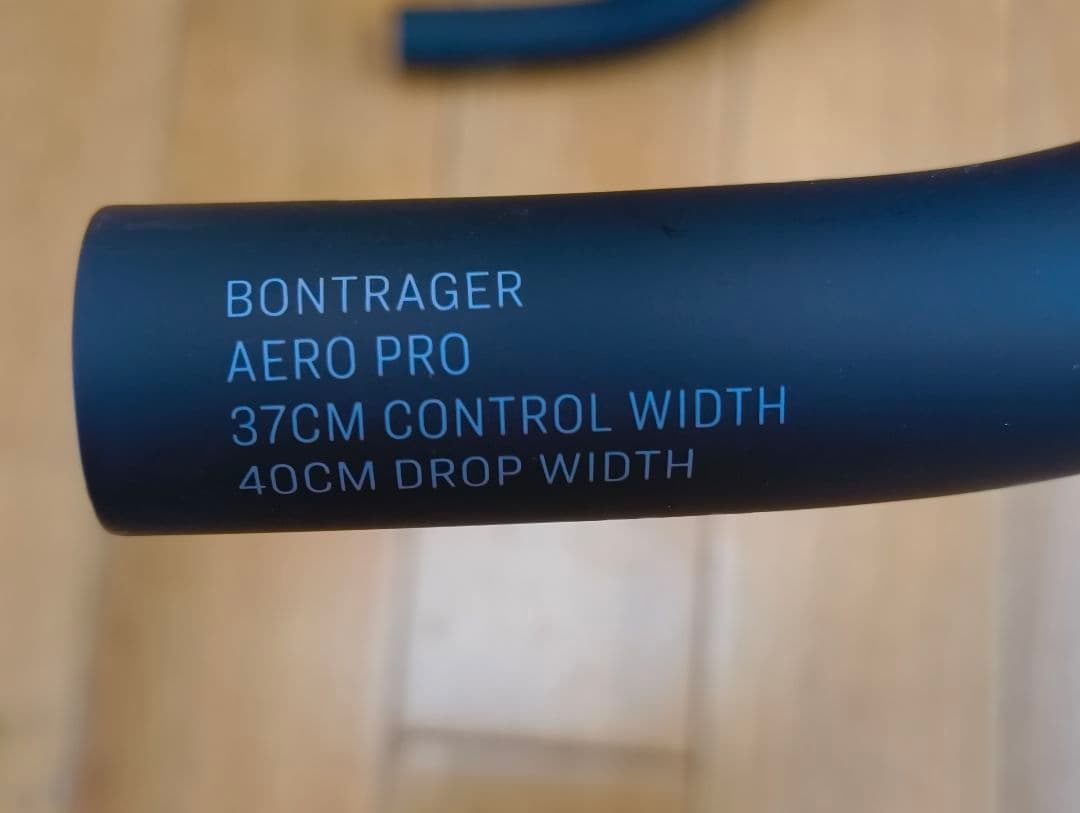 BONTRAGER
AERO PRO
37CM CONTROL WIDTH
40CM DROP WIDTH